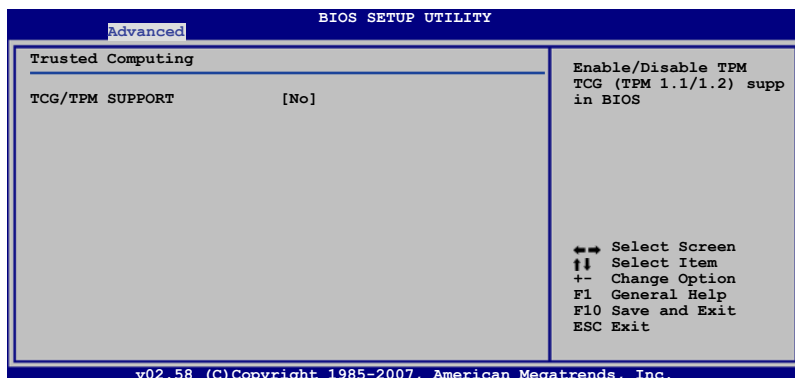 BIOS SETUP UTILITY
Advanced
Trusted Computing
TCG/TPM SUPPORT [No]
Enable/Disable TPM
TCG (TPM 1.1/1.2) supp
in BIOS
Select Screen
Select Item
+- Change Option
F1 General Help
F10 Save and Exit
ESC Exit
v02.58 (C)Copyright 1985-2007, American Megatrends, Inc.